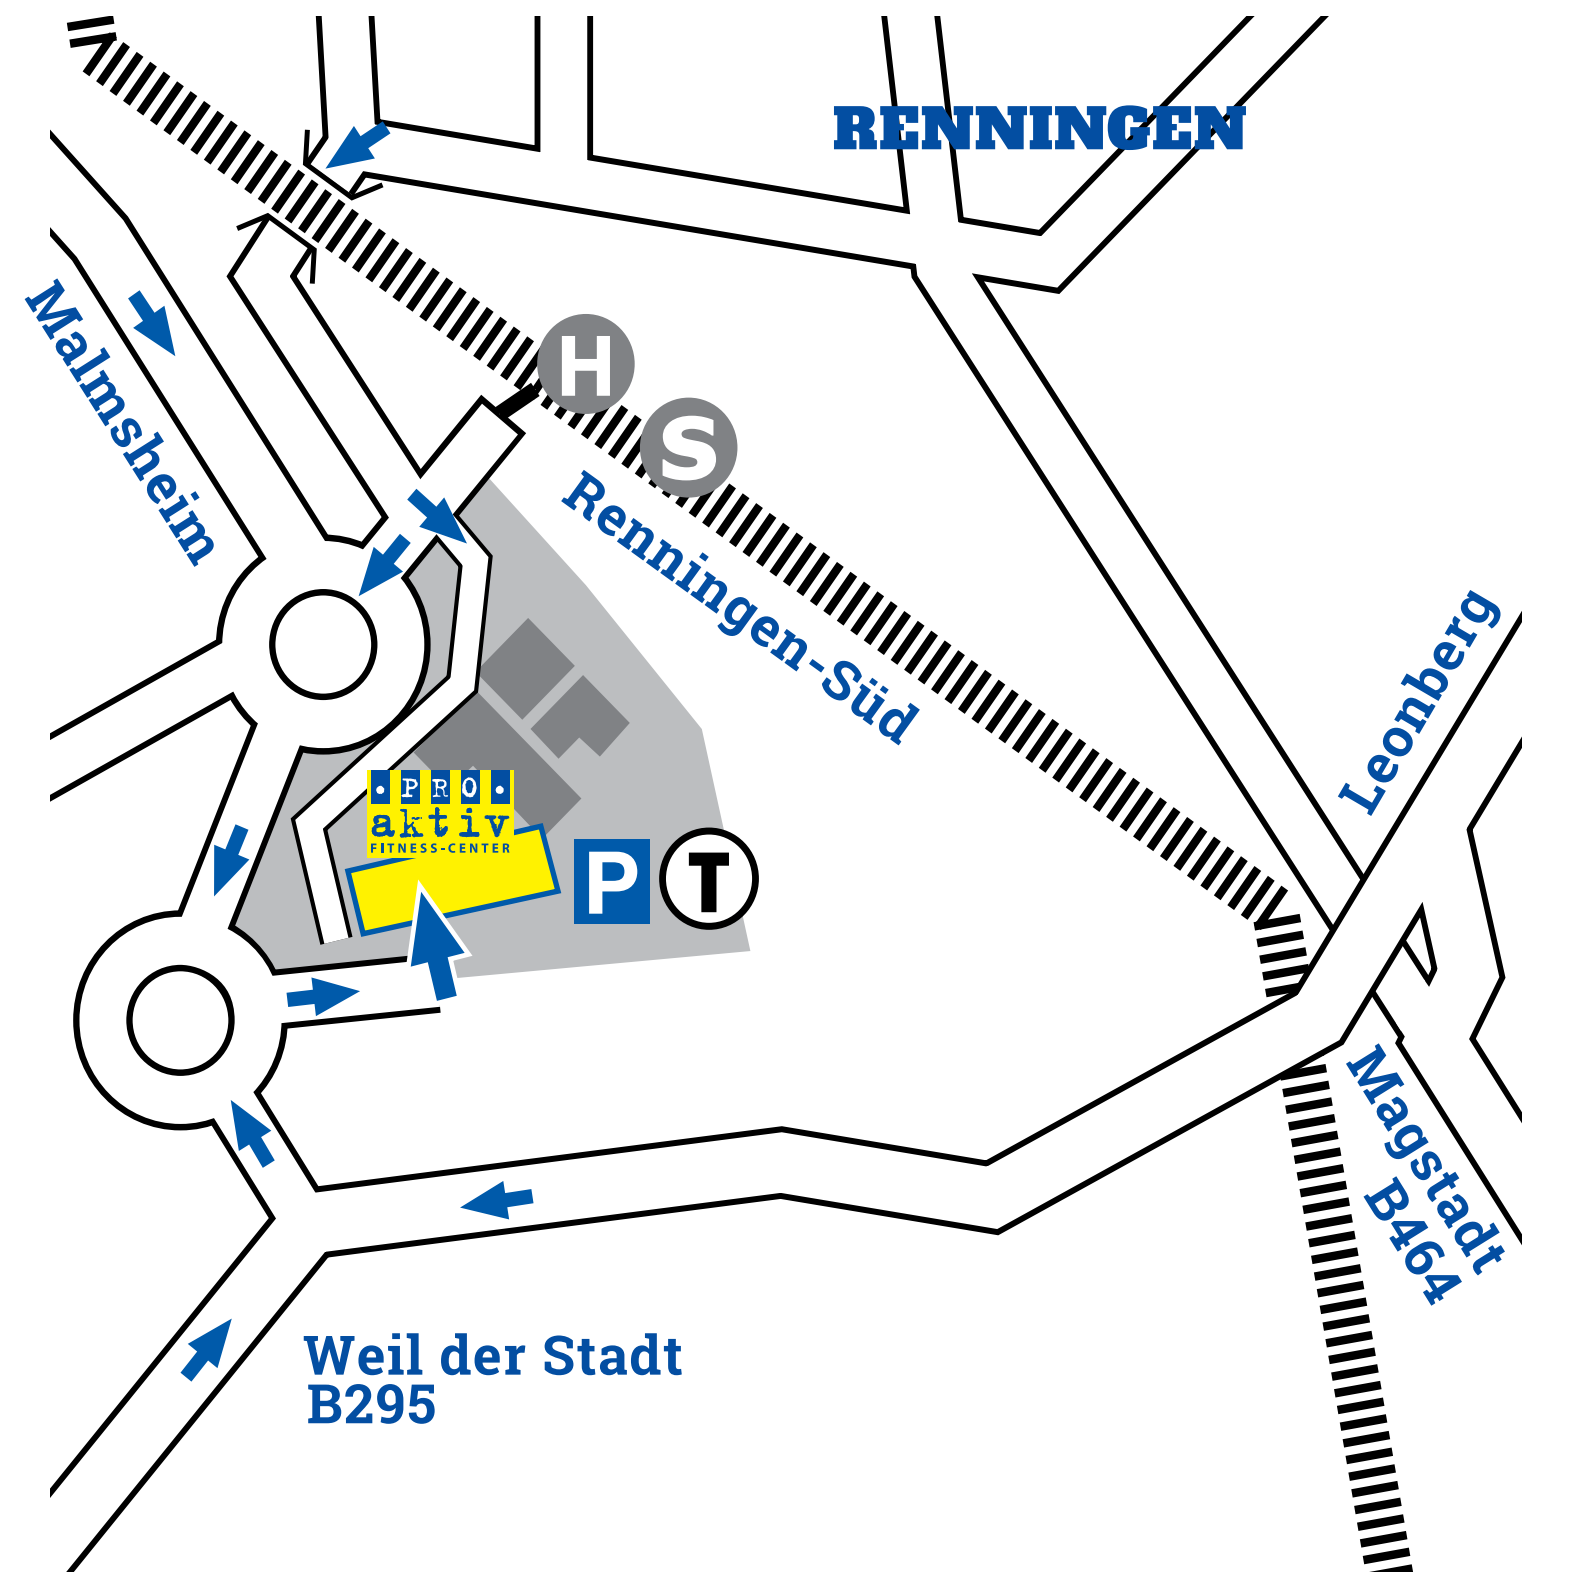 RENNINGEN
Malmsheim
H
S
Renningen-Süd
Leonberg
• PRO •
aktiv
FITNESS-CENTER
P
T
Magstadt
B464
Weil der Stadt
B295